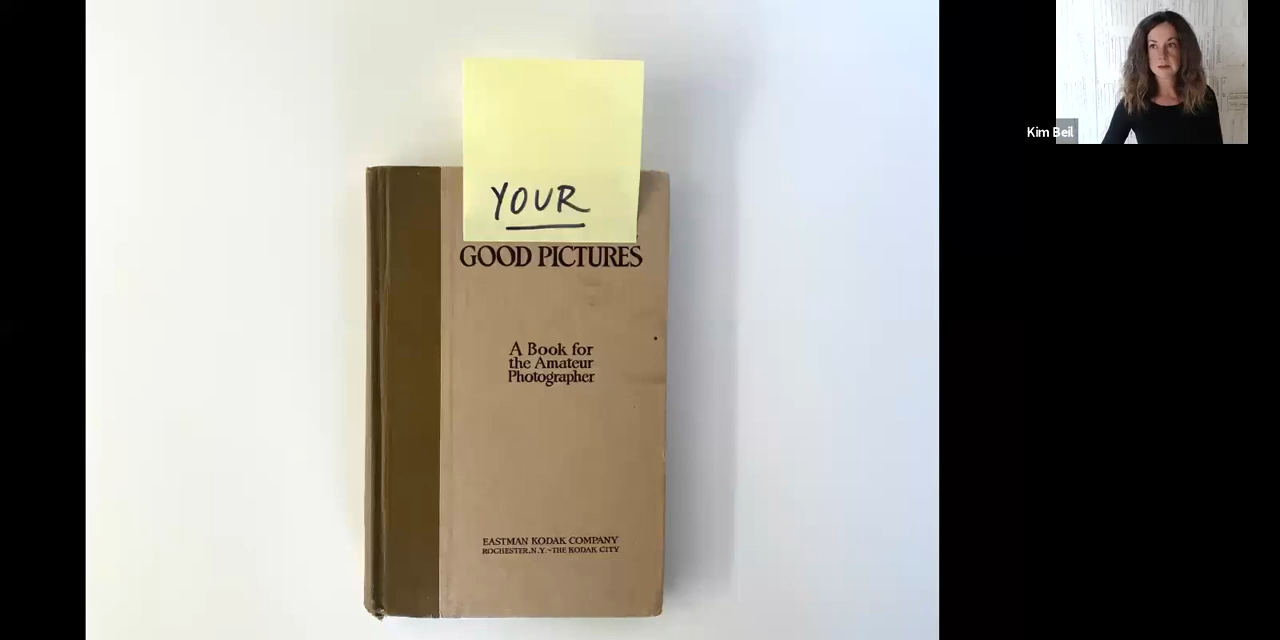 YOUR
GOOD PICTURES
A Book for
the Amateur
Photographer
EASTMAN KODAK COMPANY
ROCHESTER, N.Y. ~ THE KODAK CITY
Kim Beil